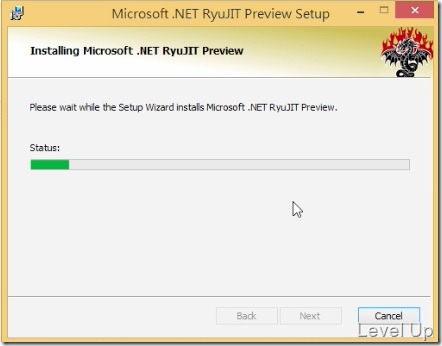 Microsoft .NET RyuJIT Preview Setup
Installing Microsoft .NET RyuJIT Preview
Please wait while the Setup Wizard installs Microsoft .NET RyuJIT Preview.
Status:
Back Next Cancel
Level Up